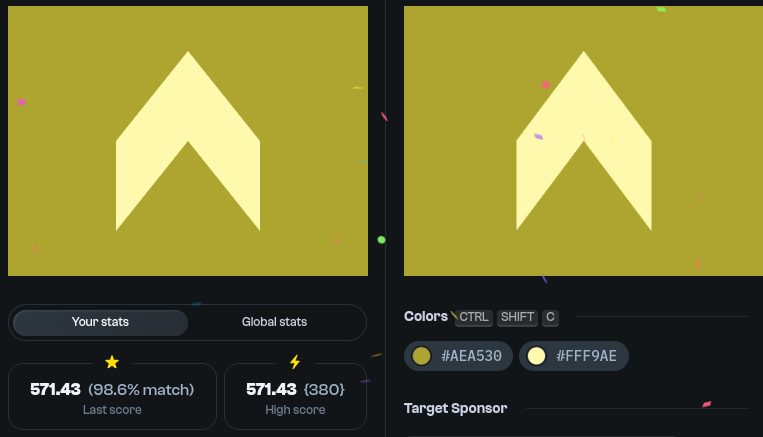 Your stats
Global stats
571.43 (98.6% match)
Last score
571.43 {380}
High score
Colors CTRL SHIFT C
#AEA530
#FFF9AE
Target Sponsor